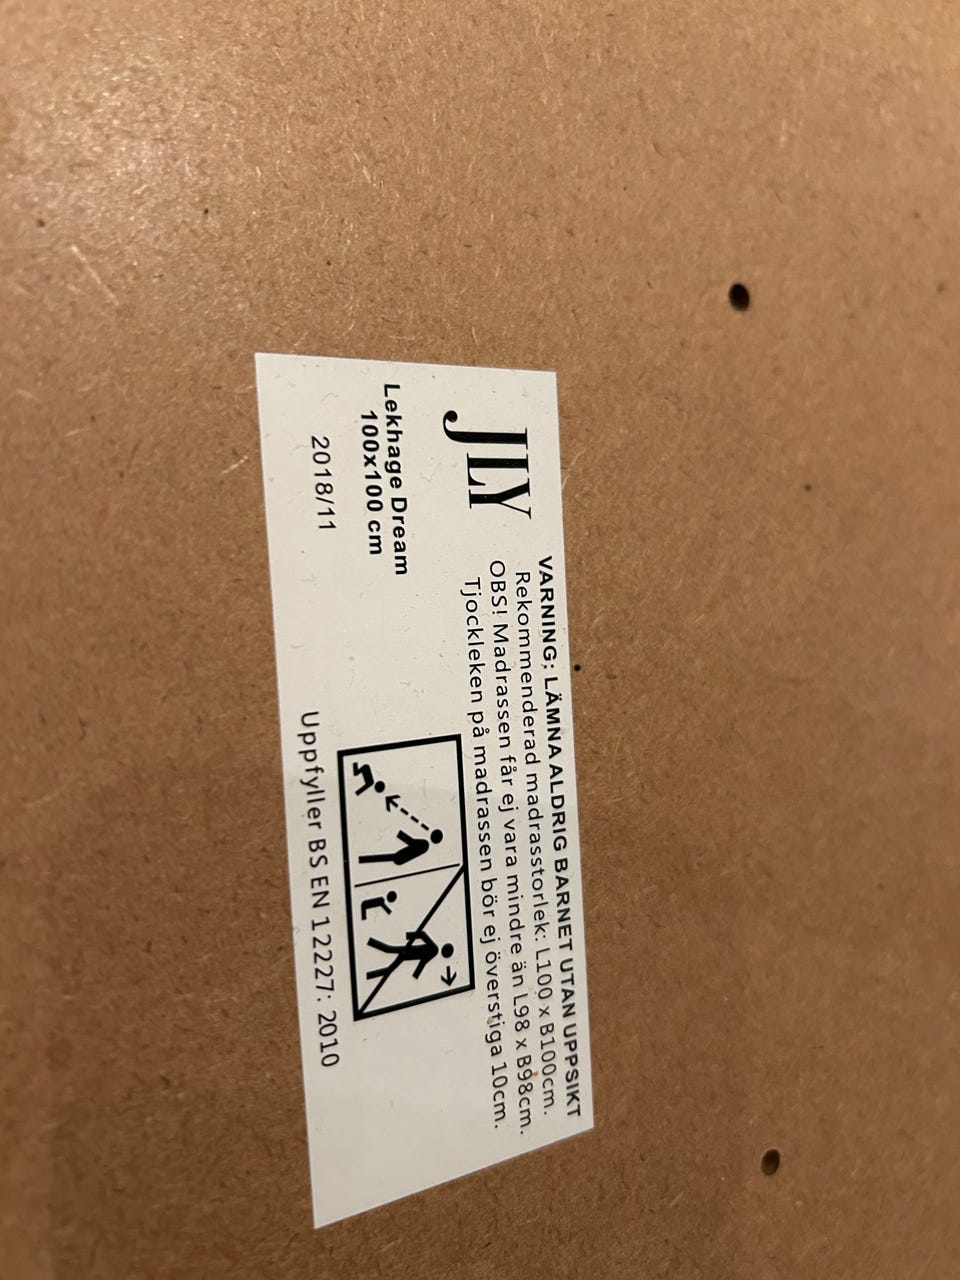 JLY
Lekhage Dream
100x100 cm
2018/11
VARNING; LÄMNA ALDRIG BARNET UTAN UPPSIKT
Rekommenderad madrasstorlek: L100 x B100cm.
OBS! Madrassen får ej vara mindre än L98 x B98cm.
Tjockleken på madrassen bör ej överstiga 10cm.
Uppfyller BS EN 12227: 2010